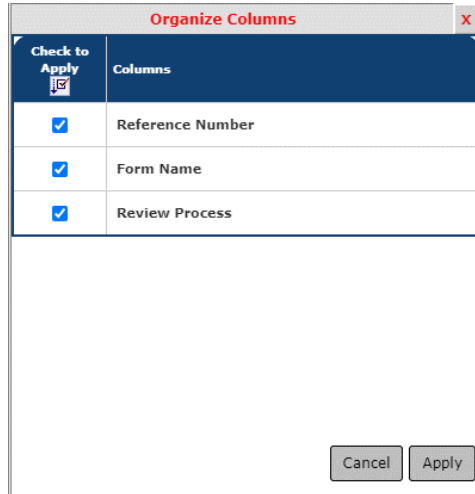 Organize Columns
x
Check to
Apply
Columns
Reference Number
Form Name
Review Process
Cancel
Apply